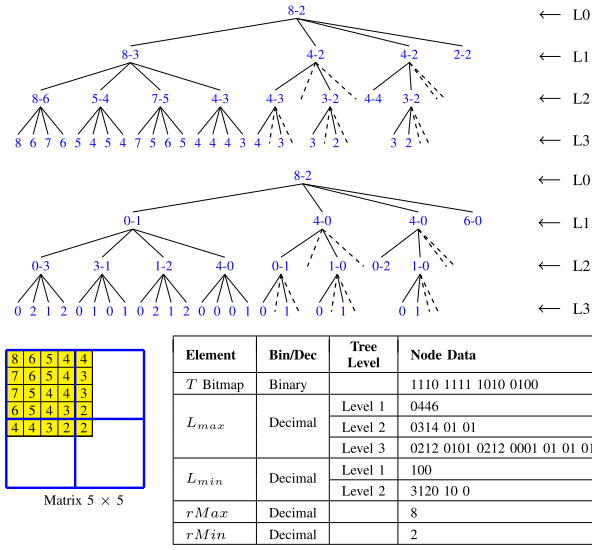 8-2 ← L0
8-3 4-2 4-2 2-2 ← L1
8-6 5-4 7-5 4-3 4-3 3-2 4-4 3-2 ← L2
8 6 7 6 5 4 5 4 7 5 6 5 4 4 4 3 4 3 3 2 3 2 ← L3
8-2 ← L0
0-1 4-0 4-0 6-0 ← L1
0-3 3-1 1-2 4-0 0-1 1-0 0-2 1-0 ← L2
0 2 1 2 0 1 0 1 0 2 1 2 0 0 0 1 0 1 0 1 0 1 ← L3
8 6 5 4 4
7 6 5 4 3
7 5 4 4 3
6 5 4 3 2
4 4 3 2 2
Matrix 5 × 5
Element Bin/Dec Tree Level Node Data
T Bitmap Binary 1110 1111 1010 0100
Lmax Decimal Level 1 0446
Level 2 0314 01 01
Level 3 0212 0101 0212 0001 01 01 01
Lmin Decimal Level 1 100
Level 2 3120 10 0
rMax Decimal 8
rMin Decimal 2